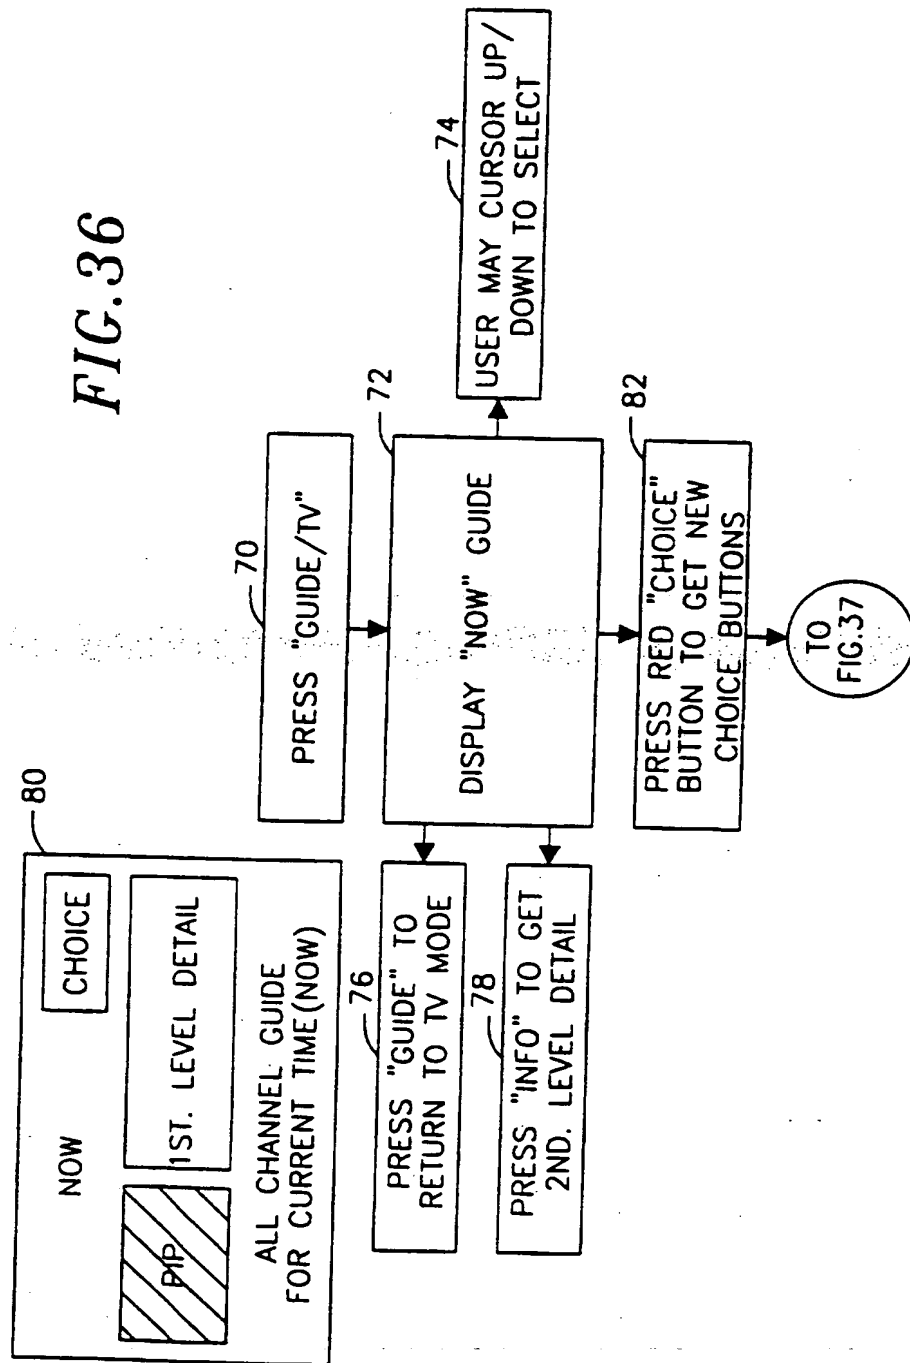 FIG.36
80
NOW
CHOICE
PIP
1ST. LEVEL DETAIL
ALL CHANNEL GUIDE
FOR CURRENT TIME(NOW)
70
PRESS "GUIDE/TV"
72
DISPLAY "NOW" GUIDE
74
USER MAY CURSOR UP/
DOWN TO SELECT
76
PRESS "GUIDE" TO
RETURN TO TV MODE
78
PRESS "INFO" TO GET
2ND. LEVEL DETAIL
82
PRESS RED "CHOICE"
BUTTON TO GET NEW
CHOICE BUTTONS
TO
FIG.37